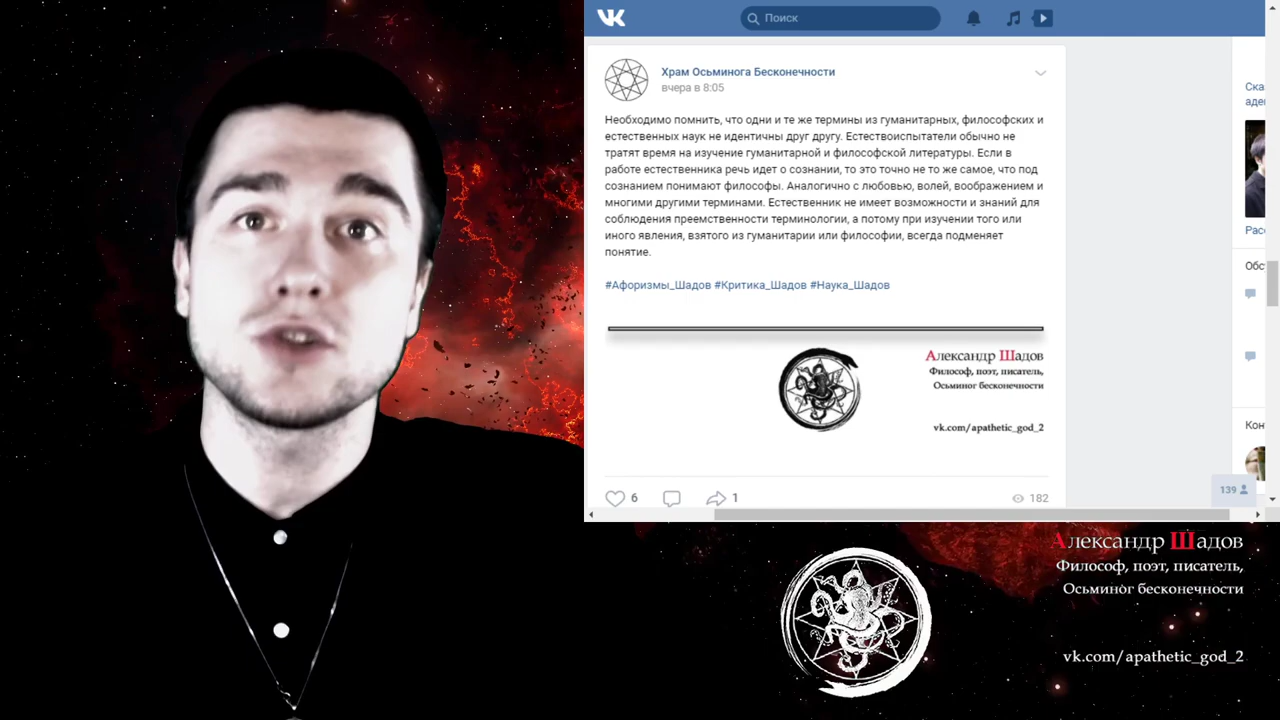 Поиск
Храм Осьминога Бесконечности
вчера в 8:05
Необходимо помнить, что одни и те же термины из гуманитарных, философских и
естественных наук не идентичны друг другу. Естествоиспытатели обычно не
тратят время на изучение гуманитарной и философской литературы. Если в
работе естественника речь идет о сознании, то это точно не то же самое, что под
сознанием понимают философы. Аналогично с любовью, волей, воображением и
многими другими терминами. Естественник не имеет возможности и знаний для
соблюдения преемственности терминологии, а потому при изучении того или
иного явления, взятого из гуманитарии или философии, всегда подменяет
понятие.
#Афоризмы_Шадов #Критика_Шадов #Наука_Шадов
Александр Шадов
Философ, поэт, писатель,
Осьминог бесконечности
vk.com/apathetic_god_2
6
1
182
Ска
аде
Расс
Обс
Кон
139
Александр Шадов
Философ, поэт, писатель,
Осьминог бесконечности
vk.com/apathetic_god_2